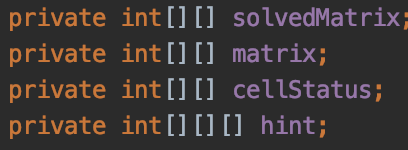 private int[][] solvedMatrix;
private int[][] matrix;
private int[][] cellStatus;
private int[][][] hint;